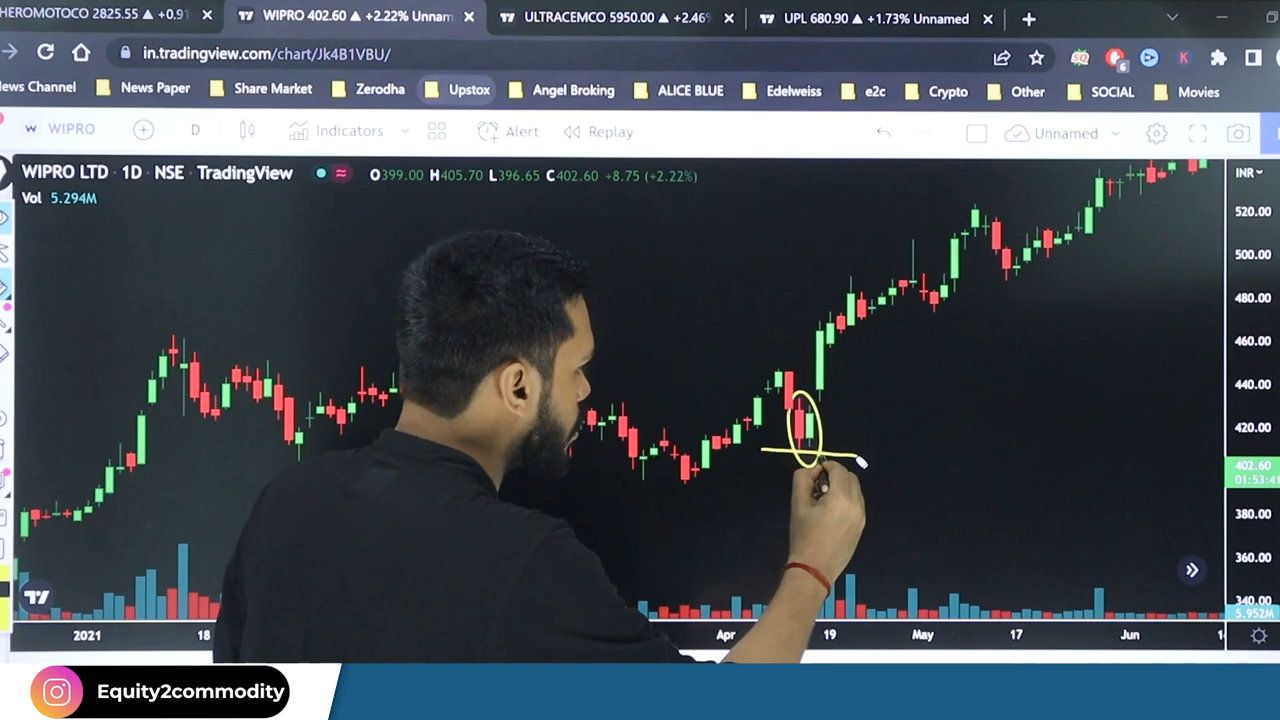 HEROMOTOCO 2825.55 ▲ +0.91
WIPRO 402.60 ▲ +2.22% Unnam
ULTRACEMCO 5950.00 ▲ +2.46%
UPL 680.90 ▲ +1.73% Unnamed
in.tradingview.com/chart/Jk4B1VBU/
SQ
6
K
News Channel
News Paper
Share Market
Zerodha
Upstox
Angel Broking
ALICE BLUE
Edelweiss
e2c
Crypto
Other
SOCIAL
Movies
W WIPRO
D
Indicators
Alert
Replay
Unnamed
WIPRO LTD · 1D · NSE · TradingView
O399.00 H405.70 L396.65 C402.60 +8.75 (+2.22%)
INR
Vol 5.294M
520.00
500.00
480.00
460.00
440.00
420.00
402.60
01:53:41
380.00
360.00
340.00
5.952M
2021
18
Apr
19
May
17
Jun
1
Equity2commodity